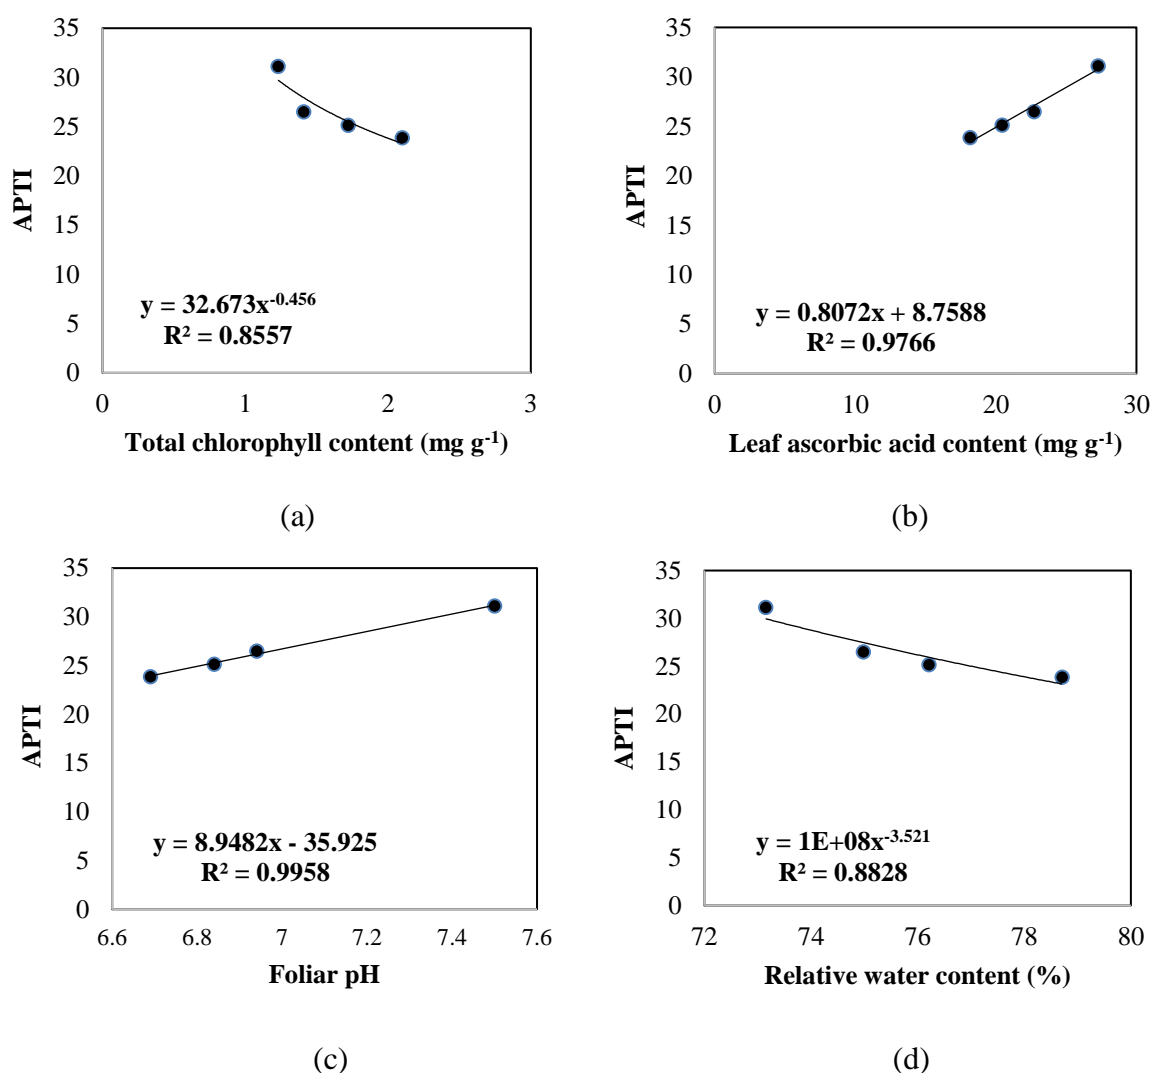 35
30
25
20
15
10
5
0
APTI
y = 32.673x⁻⁰·⁴⁵⁶
R² = 0.8557
0 1 2 3
Total chlorophyll content (mg g⁻¹)
(a)
35
30
25
20
15
10
5
0
APTI
y = 0.8072x + 8.7588
R² = 0.9766
0 10 20 30
Leaf ascorbic acid content (mg g⁻¹)
(b)
35
30
25
20
15
10
5
0
APTI
y = 8.9482x - 35.925
R² = 0.9958
6.6 6.8 7 7.2 7.4 7.6
Foliar pH
(c)
35
30
25
20
15
10
5
0
APTI
y = 1E+08x⁻³·⁵²¹
R² = 0.8828
72 74 76 78 80
Relative water content (%)
(d)